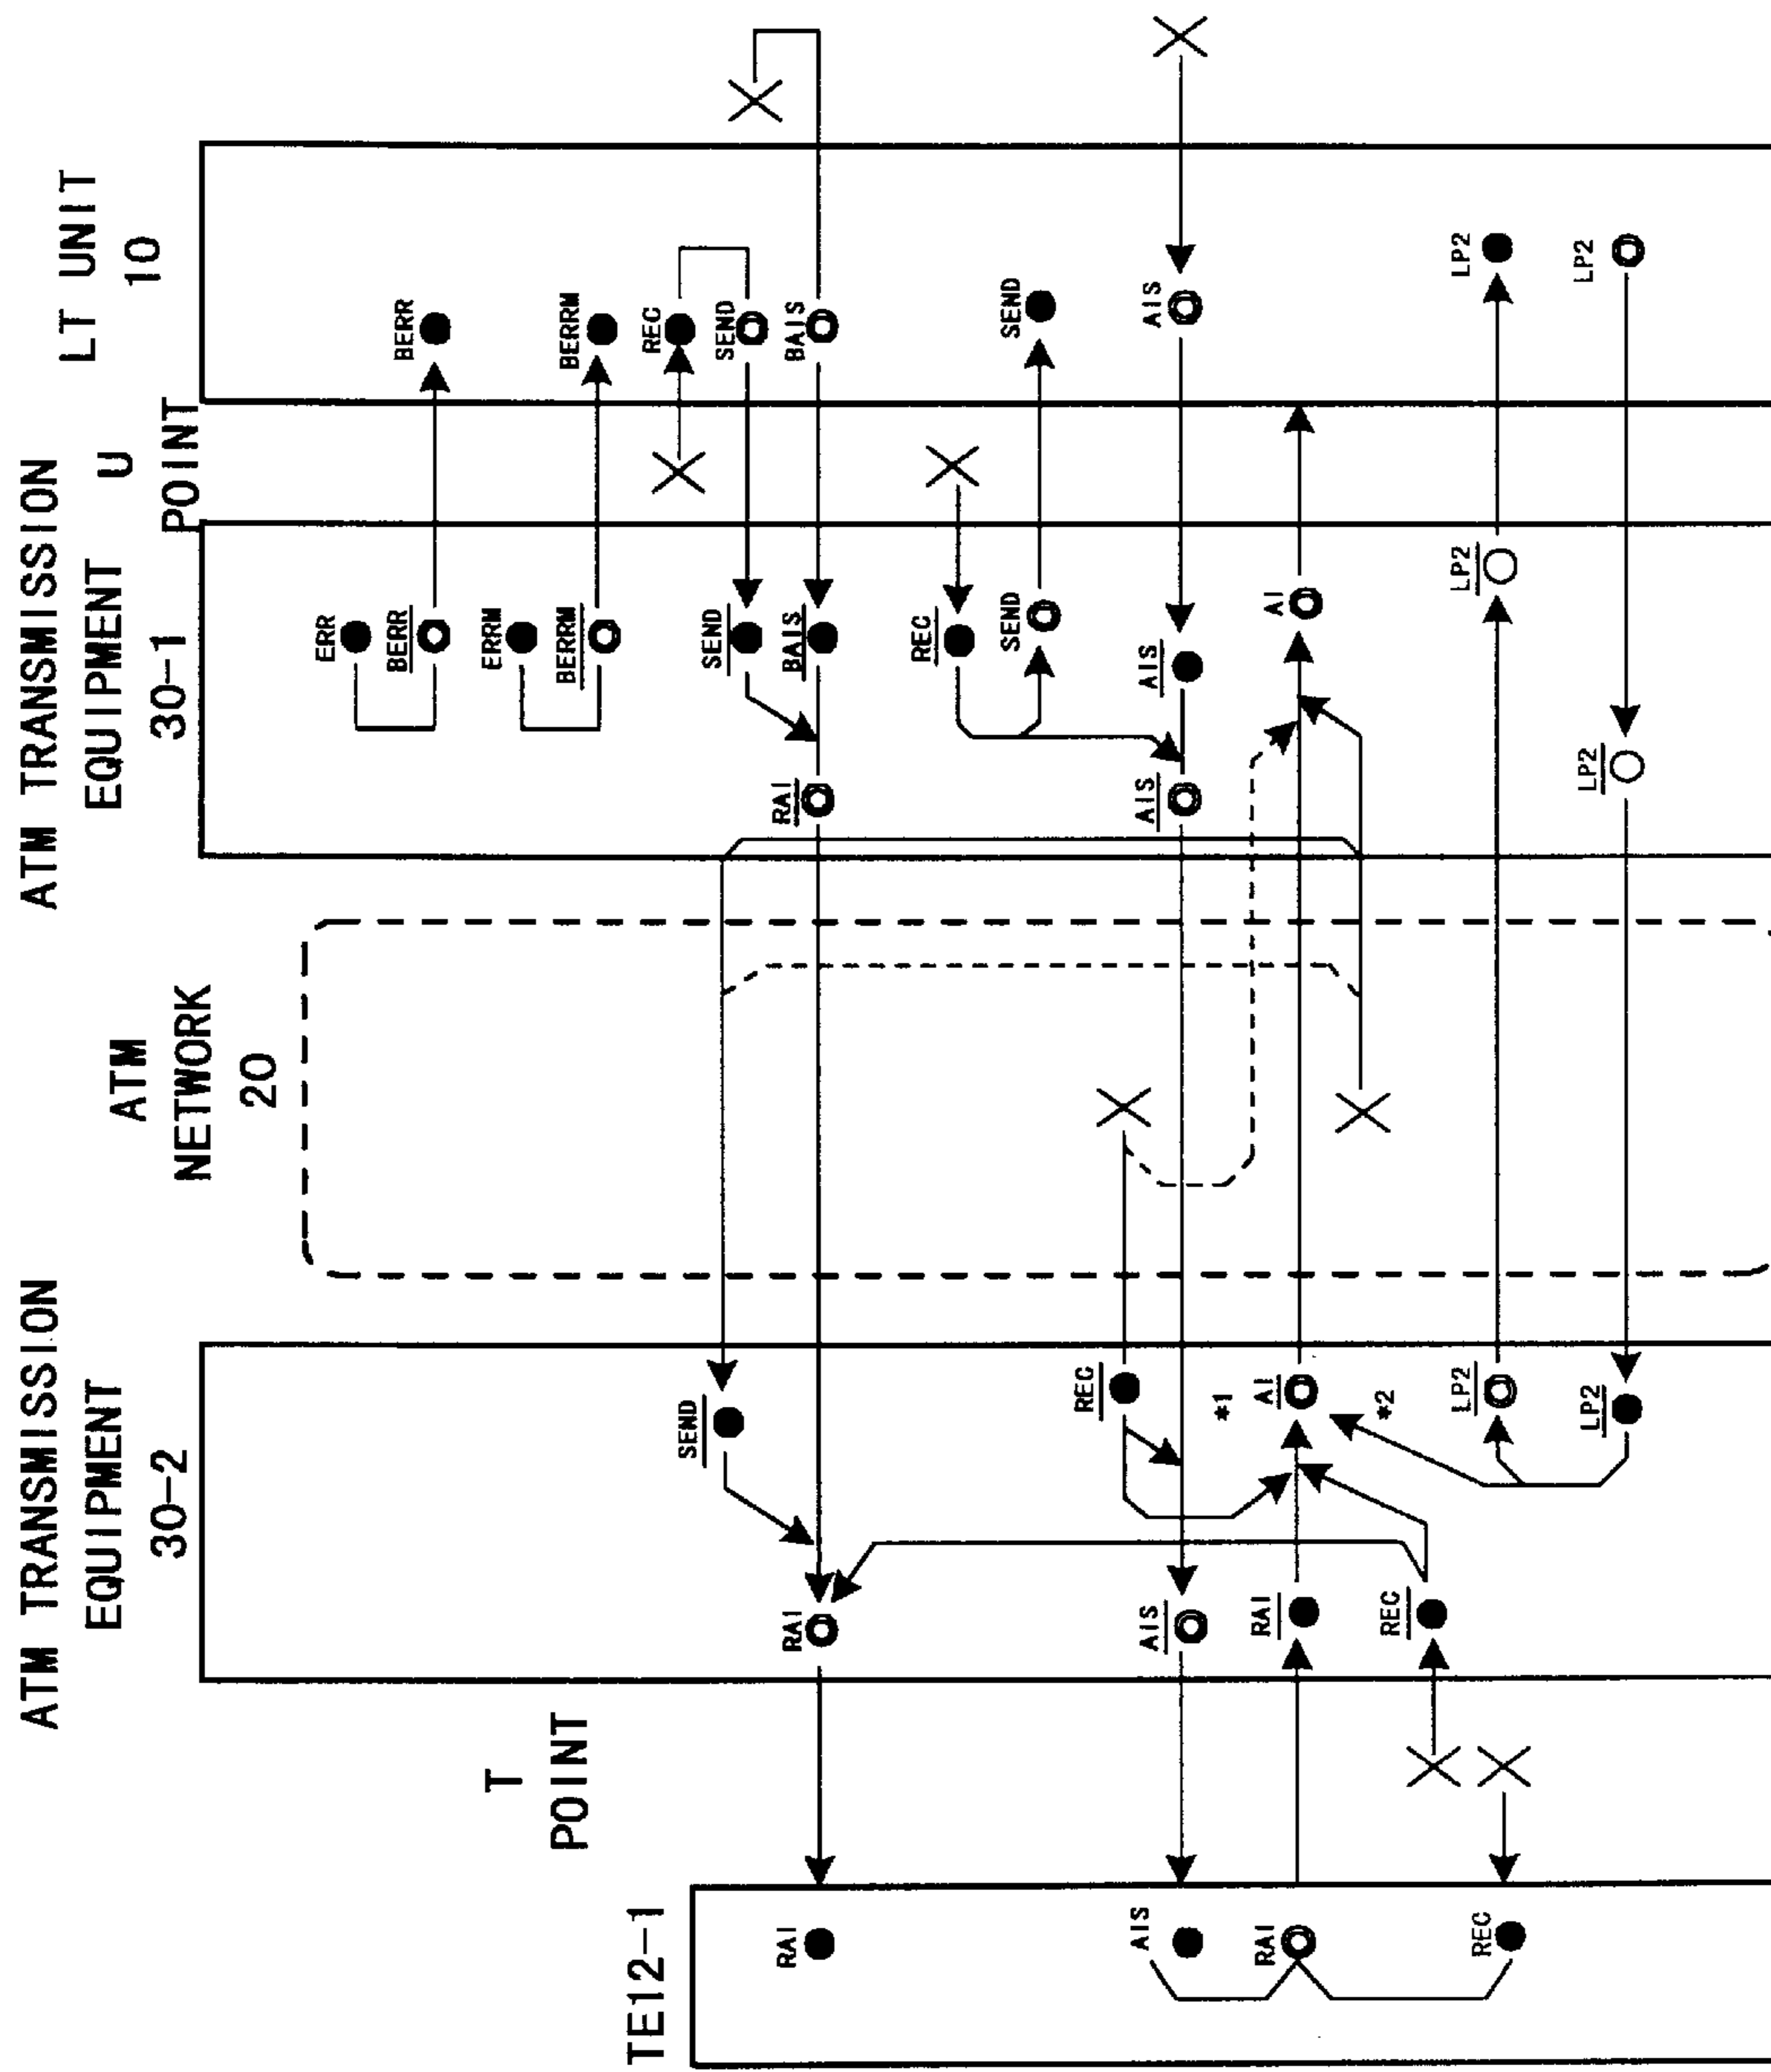 TE12-1
T
POINT
ATM TRANSMISSION
EQUIPMENT
30-2
ATM
NETWORK
20
ATM TRANSMISSION
EQUIPMENT
30-1
U
POINT
LT UNIT
10
RAI
AIS
RAI
REC
SEND
RAI
REC
AIS
*1
AI
RAI
*2
REC
LP2
LP2
ERR
BERR
ERRM
BERRM
SEND
BAIS
RAI
REC
SEND
AIS
AIS
AI
LP2
LP2
BERR
BERRM
REC
SEND
BAIS
SEND
AIS
LP2
LP2